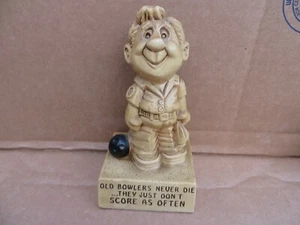 OLD BOWLERS NEVER DIE
...THEY JUST DON'T
SCORE AS OFTEN